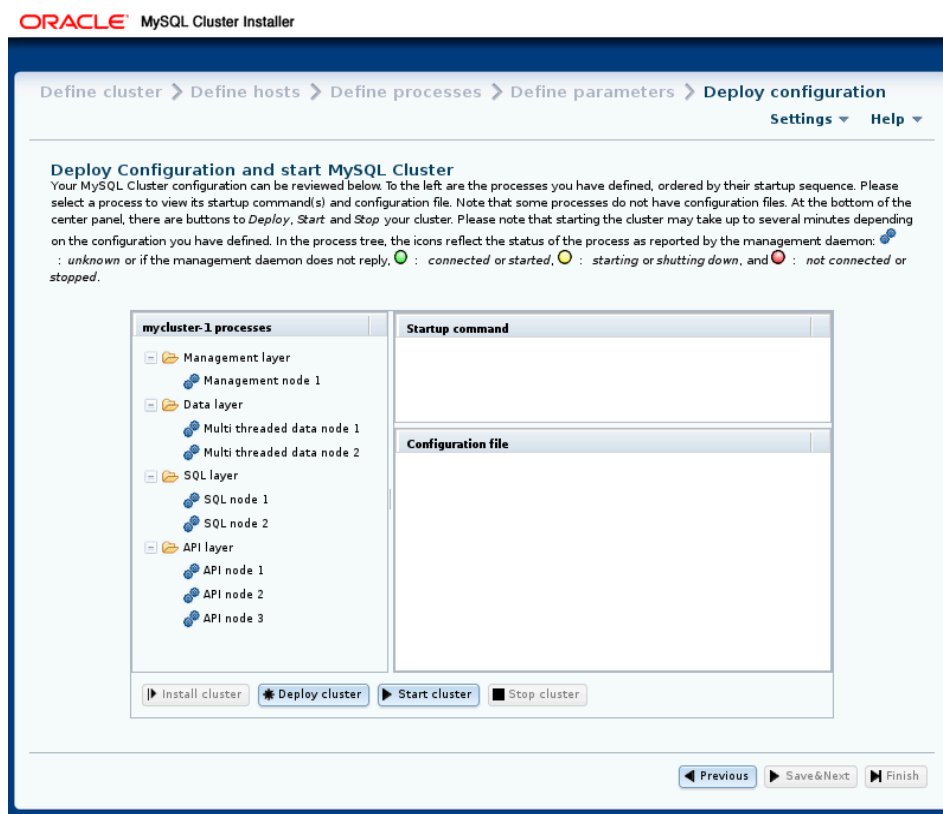 ORACLE® MySQL Cluster Installer
Define cluster > Define hosts > Define processes > Define parameters > Deploy configuration
Settings Help
Deploy Configuration and start MySQL Cluster
Your MySQL Cluster configuration can be reviewed below. To the left are the processes you have defined, ordered by their startup sequence. Please
select a process to view its startup command(s) and configuration file. Note that some processes do not have configuration files. At the bottom of the
center panel, there are buttons to Deploy, Start and Stop your cluster. Please note that starting the cluster may take up to several minutes depending
on the configuration you have defined. In the process tree, the icons reflect the status of the process as reported by the management daemon:
: unknown or if the management daemon does not reply, : connected or started, : starting or shutting down, and : not connected or
stopped.
mycluster-1 processes
Management layer
Management node 1
Data layer
Multi threaded data node 1
Multi threaded data node 2
SQL layer
SQL node 1
SQL node 2
API layer
API node 1
API node 2
API node 3
Startup command
Configuration file
Install cluster Deploy cluster Start cluster Stop cluster
Previous Save&Next Finish